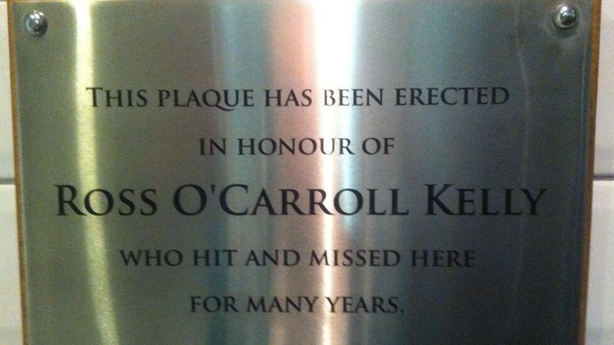 THIS PLAQUE HAS BEEN ERECTED
IN HONOUR OF
ROSS O'CARROLL KELLY
WHO HIT AND MISSED HERE
FOR MANY YEARS.